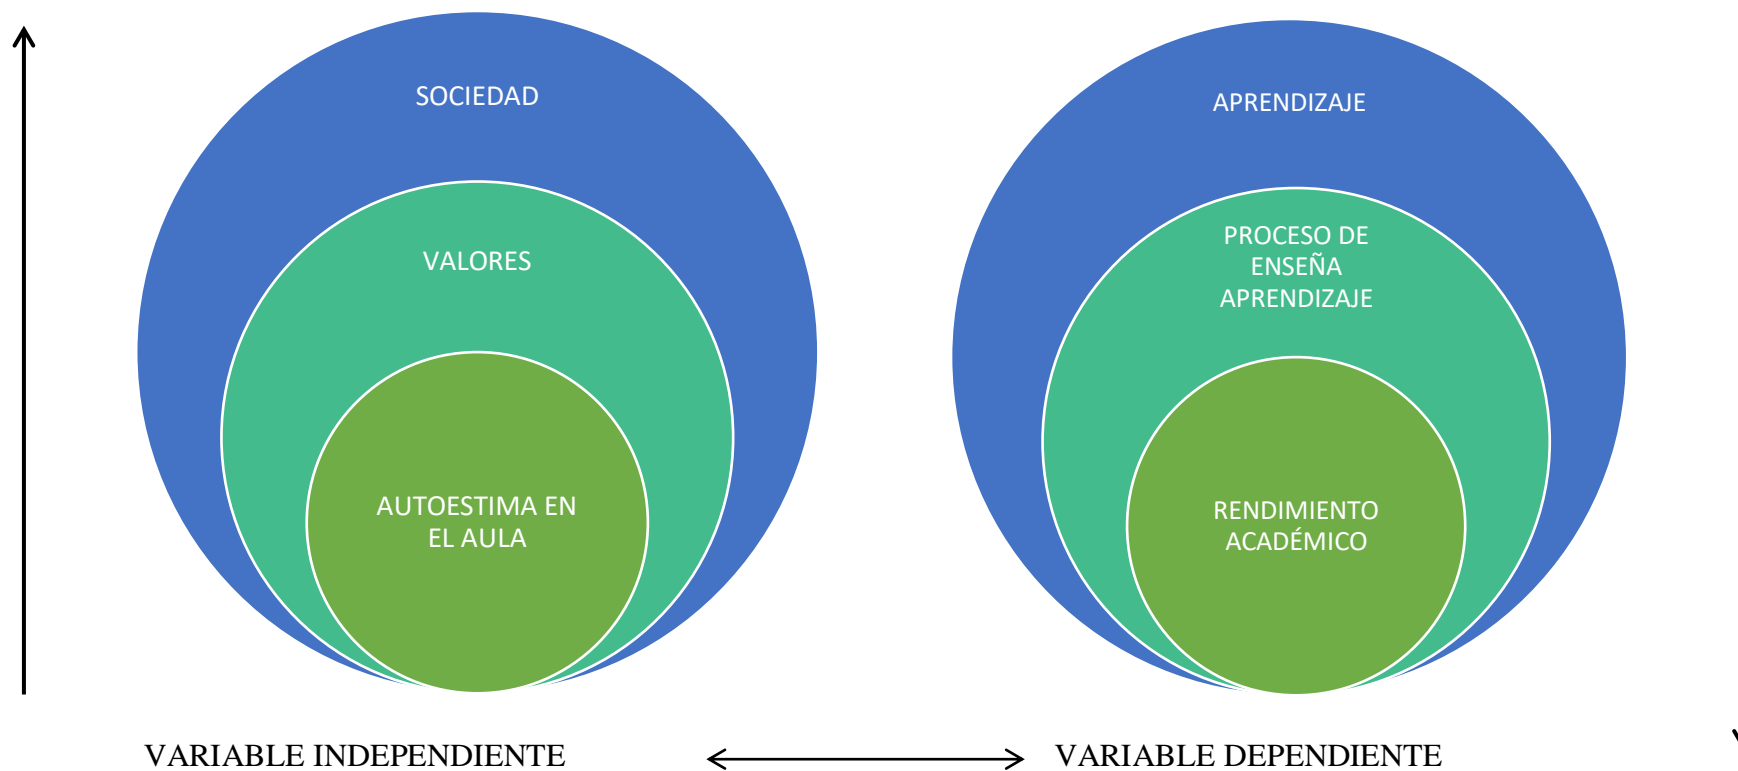 SOCIEDAD
VALORES
AUTOESTIMA EN
EL AULA
APRENDIZAJE
PROCESO DE
ENSEÑA
APRENDIZAJE
RENDIMIENTO
ACADÉMICO
VARIABLE INDEPENDIENTE
VARIABLE DEPENDIENTE